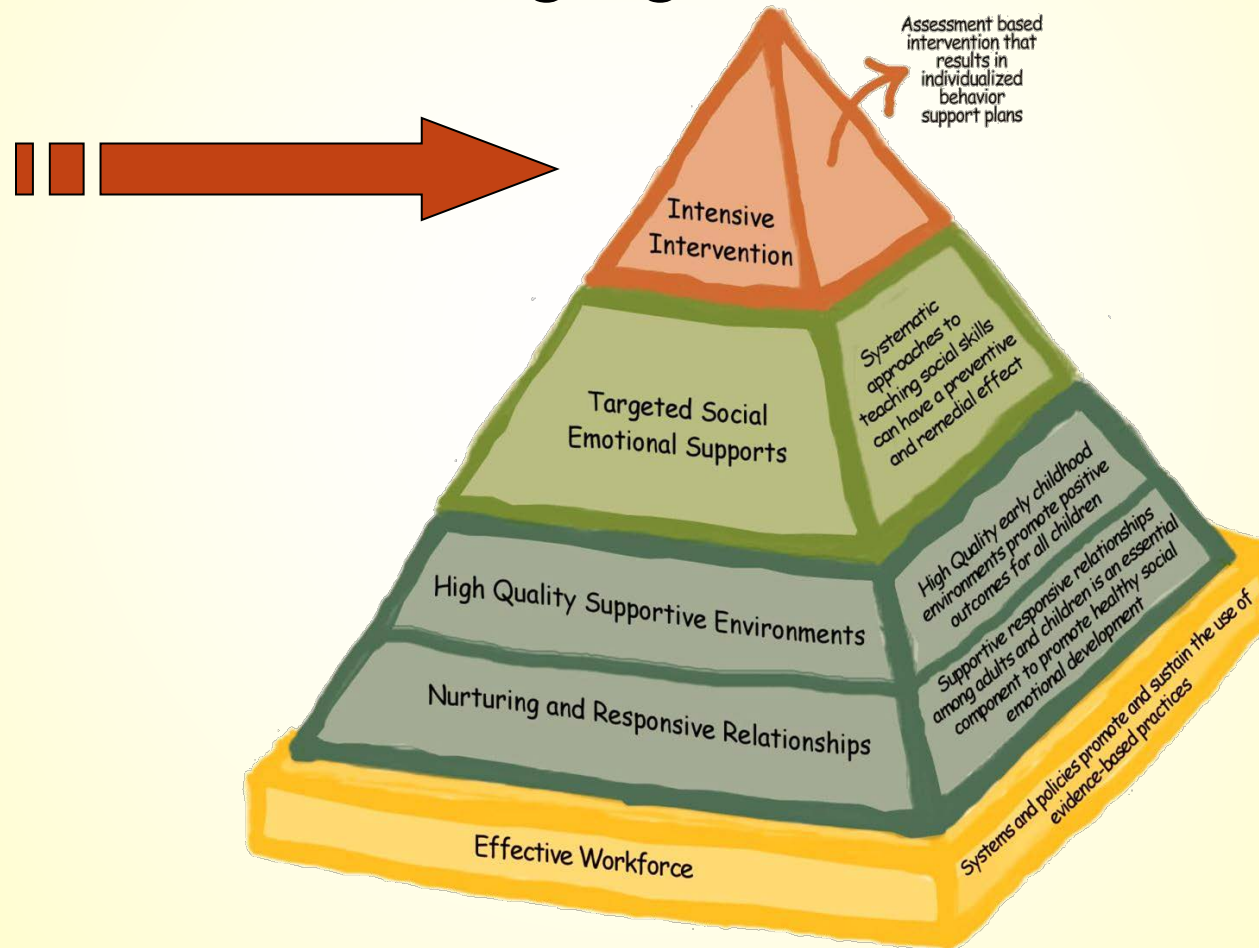 Assessment based
intervention that
results in
individualized
behavior
support plans
Intensive
Intervention
Systematic
approaches to
teaching social skills
can have a preventive
and remedial effect
Targeted Social
Emotional Supports
High Quality early childhood
environments promote positive
outcomes for all children
High Quality Supportive Environments
Supportive responsive relationships
among adults and children is an essential
component to promote healthy social
emotional development
Nurturing and Responsive Relationships
Systems and policies promote and sustain the use of
evidence-based practices
Effective Workforce